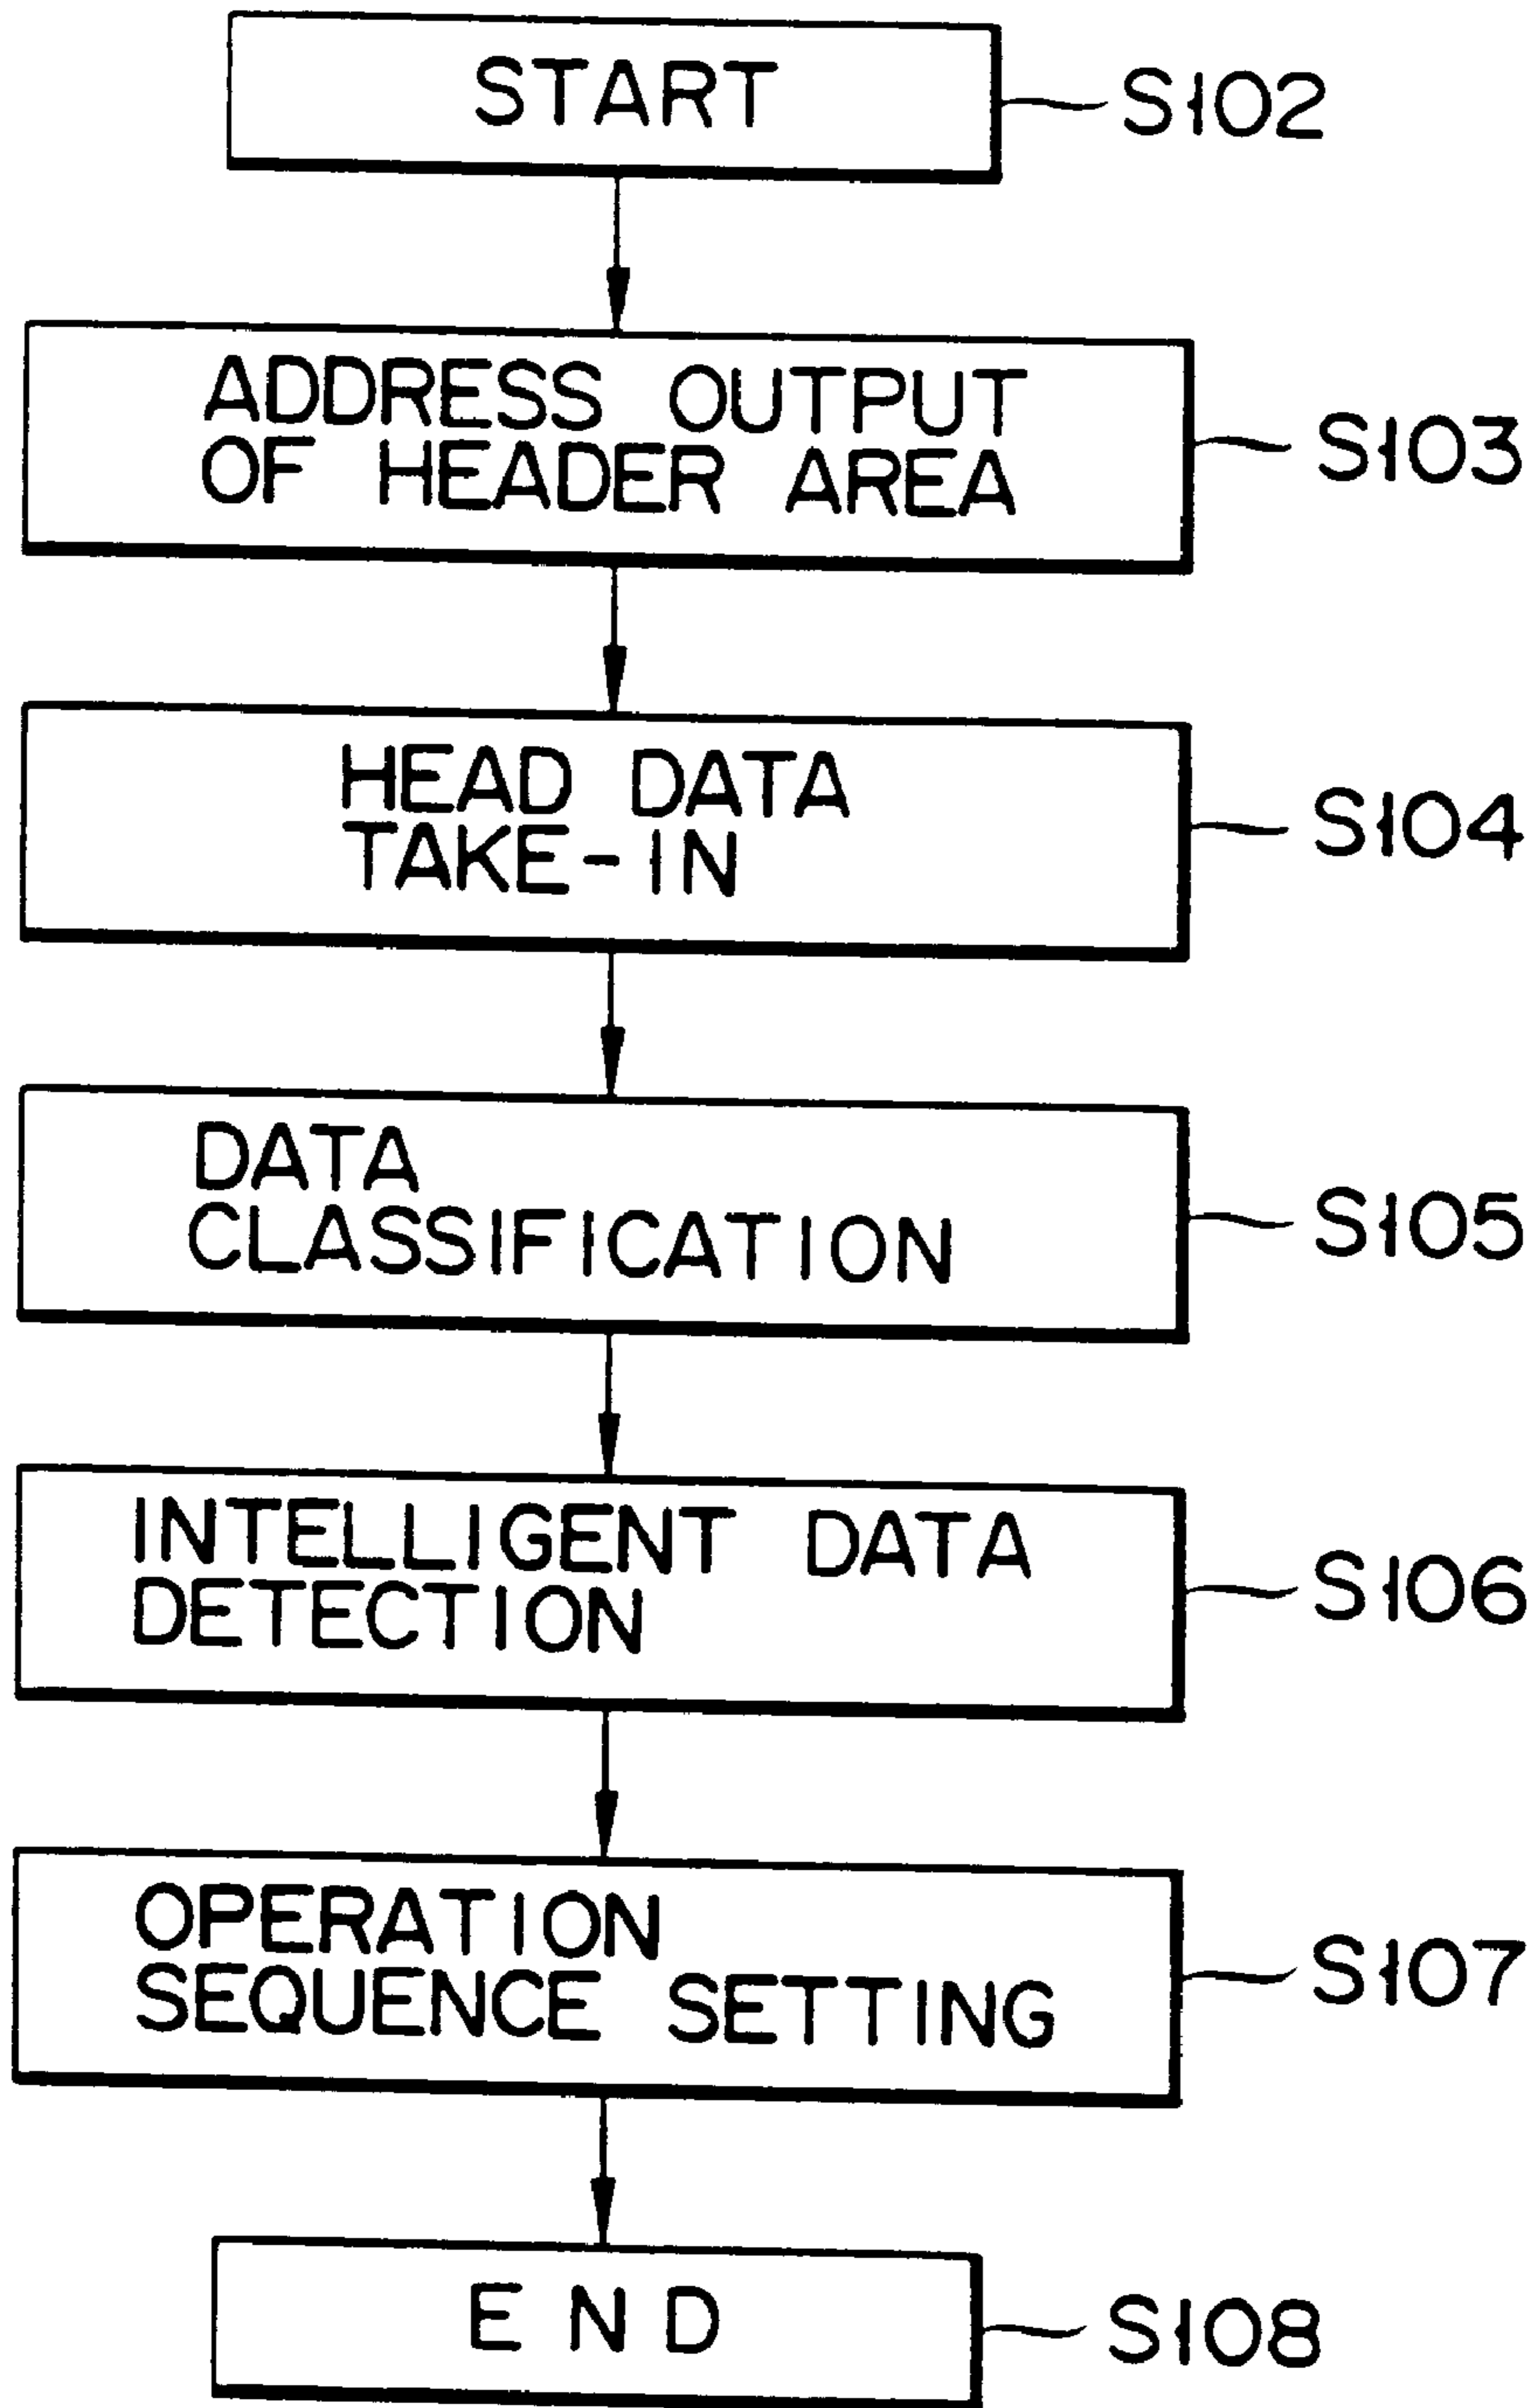 START
S102
ADDRESS OUTPUT
OF HEADER AREA
S103
HEAD DATA
TAKE-IN
S104
DATA
CLASSIFICATION
S105
INTELLIGENT DATA
DETECTION
S106
OPERATION
SEQUENCE SETTING
S107
END
S108